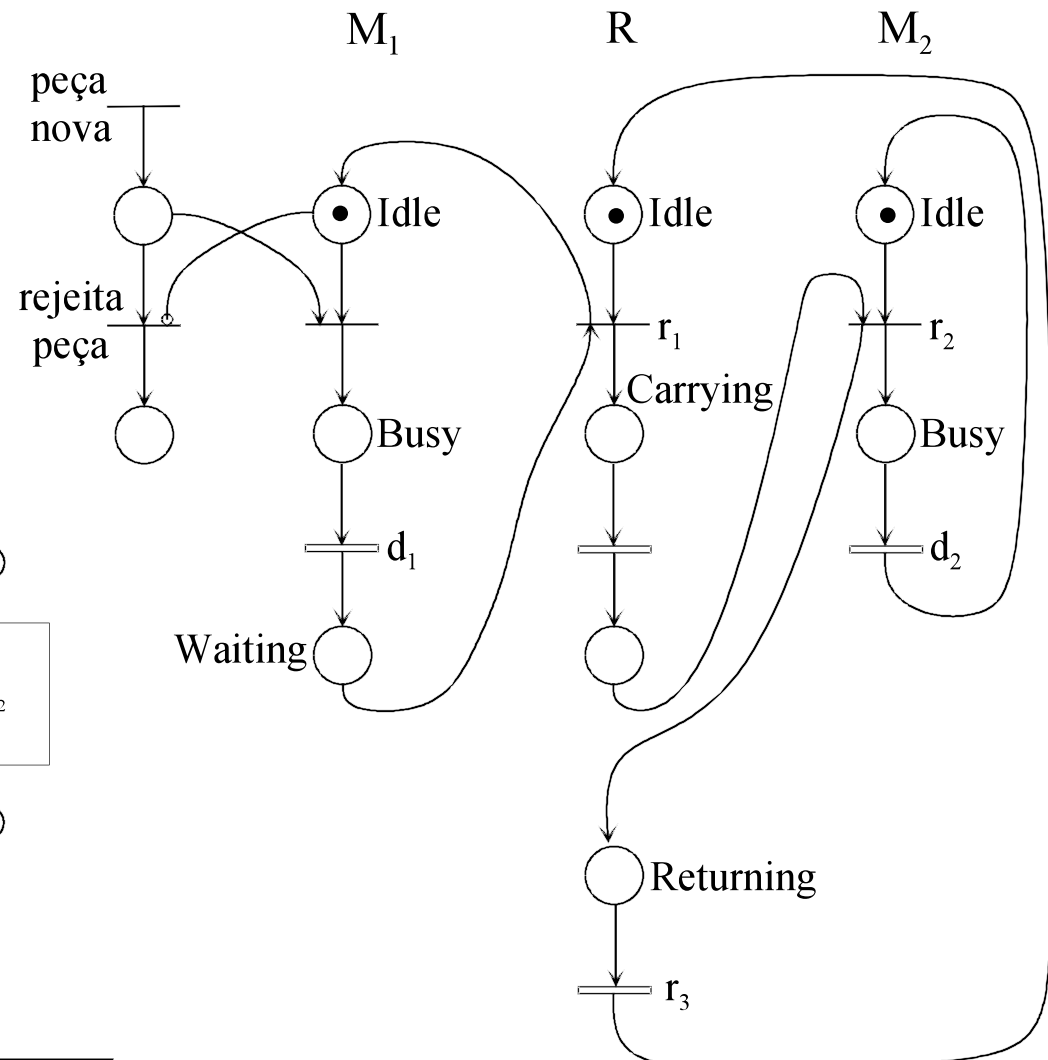 M₁
R
M₂
peça
nova
Idle
Idle
Idle
rejeita
peça
r₁
r₂
Carrying
Busy
Busy
d₁
d₂
Waiting
₂
Returning
r₃